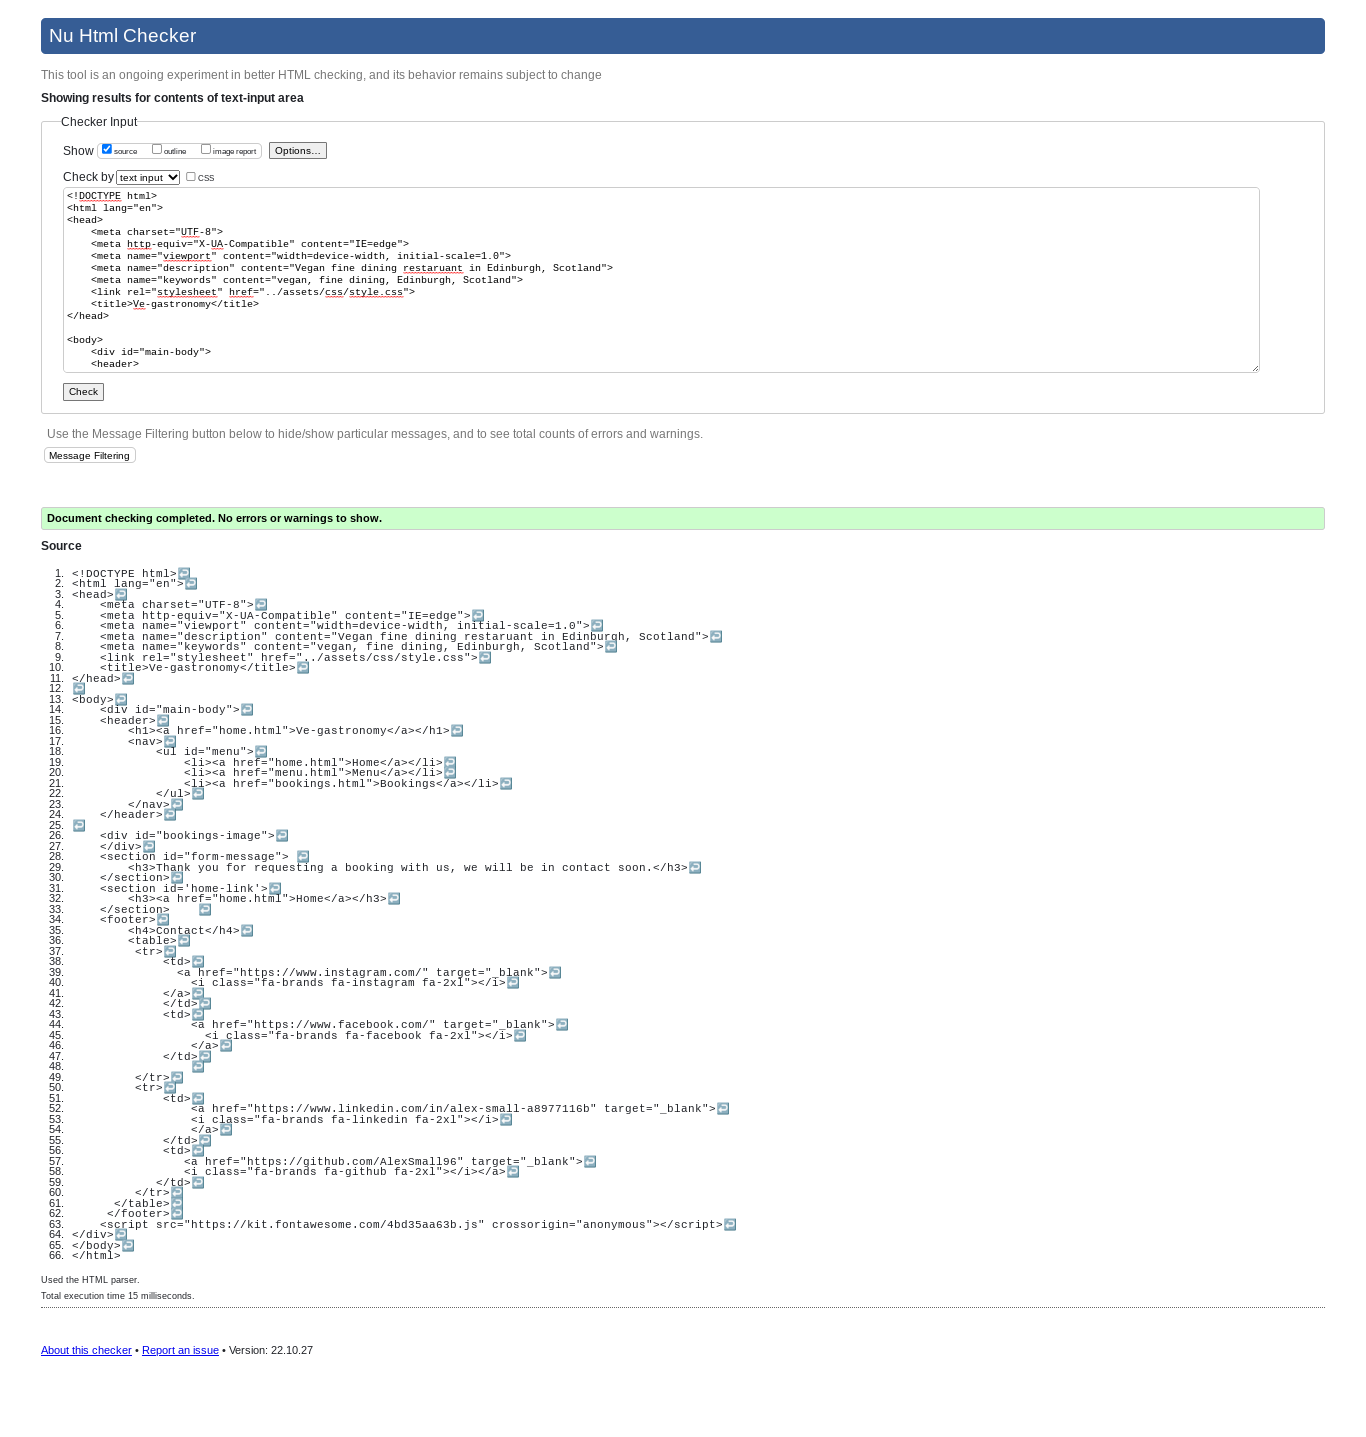 Nu Html Checker
This tool is an ongoing experiment in better HTML checking, and its behavior remains subject to change
Showing results for contents of text-input area
Checker Input
Show source outline image report Options...
Check by text input css
<!DOCTYPE html>
<html lang="en">
<head>
    <meta charset="UTF-8">
    <meta http-equiv="X-UA-Compatible" content="IE=edge">
    <meta name="viewport" content="width=device-width, initial-scale=1.0">
    <meta name="description" content="Vegan fine dining restaruant in Edinburgh, Scotland">
    <meta name="keywords" content="vegan, fine dining, Edinburgh, Scotland">
    <link rel="stylesheet" href="../assets/css/style.css">
    <title>Ve-gastronomy</title>
</head>
<body>
    <div id="main-body">
    <header>
Check
Use the Message Filtering button below to hide/show particular messages, and to see total counts of errors and warnings.
Message Filtering
Document checking completed. No errors or warnings to show.
Source
1. <!DOCTYPE html>↩
2. <html lang="en">↩
3. <head>↩
4.     <meta charset="UTF-8">↩
5.     <meta http-equiv="X-UA-Compatible" content="IE=edge">↩
6.     <meta name="viewport" content="width=device-width, initial-scale=1.0">↩
7.     <meta name="description" content="Vegan fine dining restaruant in Edinburgh, Scotland">↩
8.     <meta name="keywords" content="vegan, fine dining, Edinburgh, Scotland">↩
9.     <link rel="stylesheet" href="../assets/css/style.css">↩
10.     <title>Ve-gastronomy</title>↩
11. </head>↩
12. ↩
13. <body>↩
14.     <div id="main-body">↩
15.     <header>↩
16.         <h1><a href="home.html">Ve-gastronomy</a></h1>↩
17.         <nav>↩
18.             <ul id="menu">↩
19.                 <li><a href="home.html">Home</a></li>↩
20.                 <li><a href="menu.html">Menu</a></li>↩
21.                 <li><a href="bookings.html">Bookings</a></li>↩
22.             </ul>↩
23.         </nav>↩
24.     </header>↩
25. ↩
26.     <div id="bookings-image">↩
27.     </div>↩
28.     <section id="form-message"> ↩
29.         <h3>Thank you for requesting a booking with us, we will be in contact soon.</h3>↩
30.     </section>↩
31.     <section id='home-link'>↩
32.         <h3><a href="home.html">Home</a></h3>↩
33.     </section>    ↩
34.     <footer>↩
35.         <h4>Contact</h4>↩
36.         <table>↩
37.          <tr>↩
38.              <td>↩
39.                <a href="https://www.instagram.com/" target="_blank">↩
40.                  <i class="fa-brands fa-instagram fa-2xl"></i>↩
41.              </a>↩
42.              </td>↩
43.              <td>↩
44.                  <a href="https://www.facebook.com/" target="_blank">↩
45.                    <i class="fa-brands fa-facebook fa-2xl"></i>↩
46.                  </a>↩
47.              </td>↩
48.                  ↩
49.          </tr>↩
50.          <tr>↩
51.              <td>↩
52.                  <a href="https://www.linkedin.com/in/alex-small-a8977116b" target="_blank">↩
53.                  <i class="fa-brands fa-linkedin fa-2xl"></i>↩
54.                  </a>↩
55.              </td>↩
56.              <td>↩
57.                 <a href="https://github.com/AlexSmall96" target="_blank">↩
58.                 <i class="fa-brands fa-github fa-2xl"></i></a>↩
59.             </td>↩
60.          </tr>↩
61.       </table>↩
62.      </footer>↩
63.     <script src="https://kit.fontawesome.com/4bd35aa63b.js" crossorigin="anonymous"></script>↩
64. </div>↩
65. </body>↩
66. </html>
Used the HTML parser.
Total execution time 15 milliseconds.
About this checker • Report an issue • Version: 22.10.27